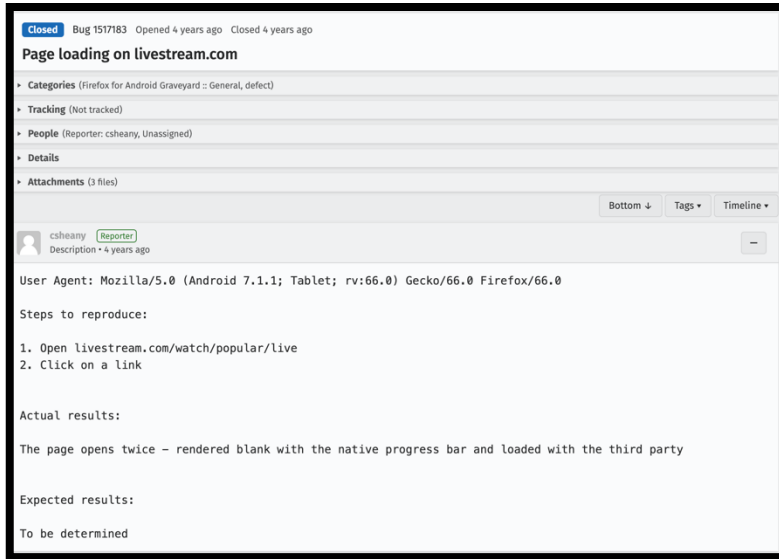 Closed Bug 1517183 Opened 4 years ago Closed 4 years ago
Page loading on livestream.com
▸ Categories (Firefox for Android Graveyard :: General, defect)
▸ Tracking (Not tracked)
▸ People (Reporter: csheany, Unassigned)
▸ Details
▸ Attachments (3 files)
Bottom ↓ Tags ▾ Timeline ▾
csheany Reporter
Description • 4 years ago
User Agent: Mozilla/5.0 (Android 7.1.1; Tablet; rv:66.0) Gecko/66.0 Firefox/66.0
Steps to reproduce:
1. Open livestream.com/watch/popular/live
2. Click on a link
Actual results:
The page opens twice – rendered blank with the native progress bar and loaded with the third party
Expected results:
To be determined